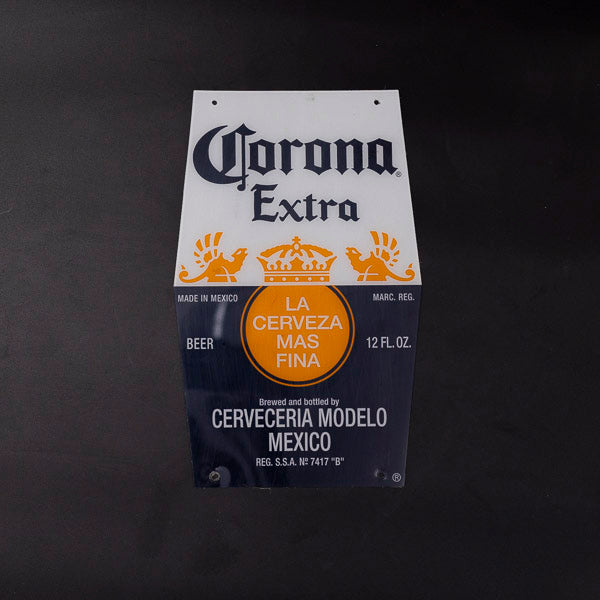 Corona®
Extra
MADE IN MEXICO
MARC. REG.
LA
CERVEZA
MAS
FINA
BEER
12 FL. OZ.
Brewed and bottled by
CERVECERIA MODELO
MEXICO
REG. S.S.A. Nº 7417 "B"
®